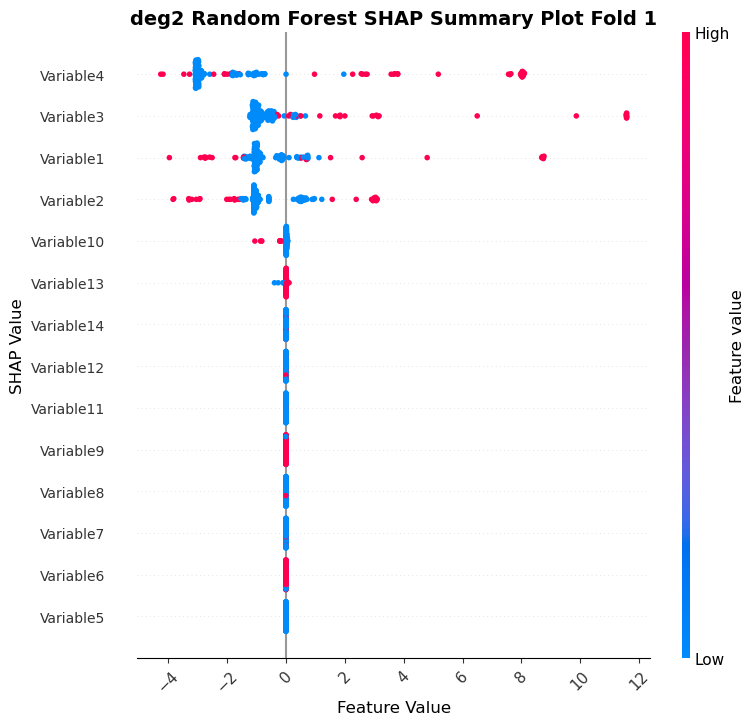 deg2 Random Forest SHAP Summary Plot Fold 1
High
Variable4
Variable3
Variable1
Variable2
Variable10
Variable13
Variable14
Variable12
Variable11
Variable9
Variable8
Variable7
Variable6
Variable5
SHAP Value
Feature value
Low
−4
−2
0
2
4
6
8
10
12
Feature Value